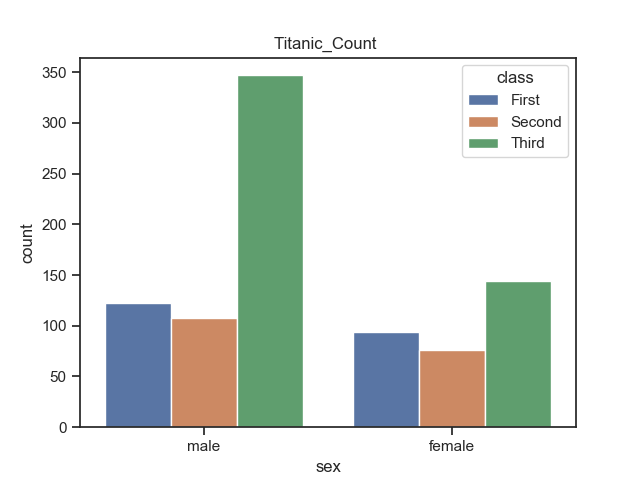 Titanic_Count
count
350
300
250
200
150
100
50
0
class
First
Second
Third
male
female
sex